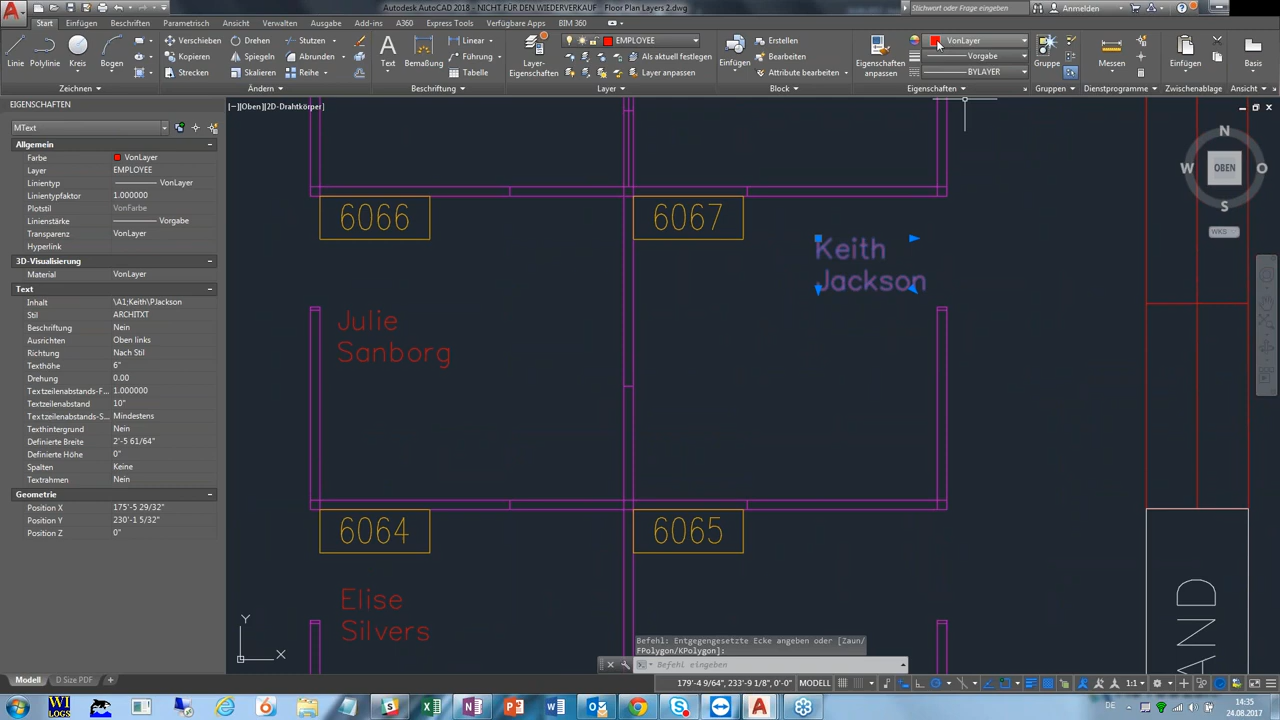 Autodesk AutoCAD 2018 - NICHT FÜR DEN WIEDERVERKAUF   Floor Plan Layers 2.dwg
Stichwort oder Frage eingeben
Anmelden
Start Einfügen Beschriften Parametrisch Ansicht Verwalten Ausgabe Add-ins A360 Express Tools Verfügbare Apps BIM 360
Linie Polylinie Kreis Bogen
Verschieben Drehen Stutzen
Kopieren Spiegeln Abrunden
Strecken Skalieren Reihe
Text Bemaßung
Linear
Führung
Tabelle
Layer-
Eigenschaften
EMPLOYEE
Layer anpassen
Einfügen
Erstellen
Bearbeiten
Attribute bearbeiten
Eigenschaften
anpassen
VonLayer
Vorgabe
BYLAYER
Gruppe
Messen
Einfügen
Basis
Zeichnen Ändern Beschriftung Layer Block Eigenschaften Gruppen Dienstprogramme Zwischenablage Ansicht
EIGENSCHAFTEN
MText
Allgemein
Farbe VonLayer
Layer EMPLOYEE
Linientyp VonLayer
Linientypfaktor 1.000000
Plotstil VonFarbe
Linienstärke Vorgabe
Transparenz VonLayer
Hyperlink
3D-Visualisierung
Material VonLayer
Text
Inhalt \A1;Keith\PJackson
Stil ARCHITXT
Beschriftung Nein
Ausrichten Oben links
Richtung Nach Stil
Texthöhe 6"
Drehung 0.00
Textzeilenabstands-F... 1.000000
Textzeilenabstand 10"
Textzeilenabstands-S... Mindestens
Texthintergrund Nein
Definierte Breite 2'-5 61/64"
Definierte Höhe 0"
Spalten Keine
Textrahmen Nein
Geometrie
Position X 175'-5 29/32"
Position Y 230'-1 5/32"
Position Z 0"
[−][Oben][2D-Drahtkörper]
N
W OBEN O
S
WKS
6066 6067
Keith
Jackson
Julie
Sanborg
6064 6065
Elise
Silvers
AND
Y
X
Befehl: Entgegengesetzte Ecke angeben oder [Zaun/
FPolygon/KPolygon]:
Befehl eingeben
Modell D Size PDF +
179'-4 9/64", 233'-9 1/8", 0'-0" MODELL
1:1
WI
LOGS
DE
14:35
24.08.2017